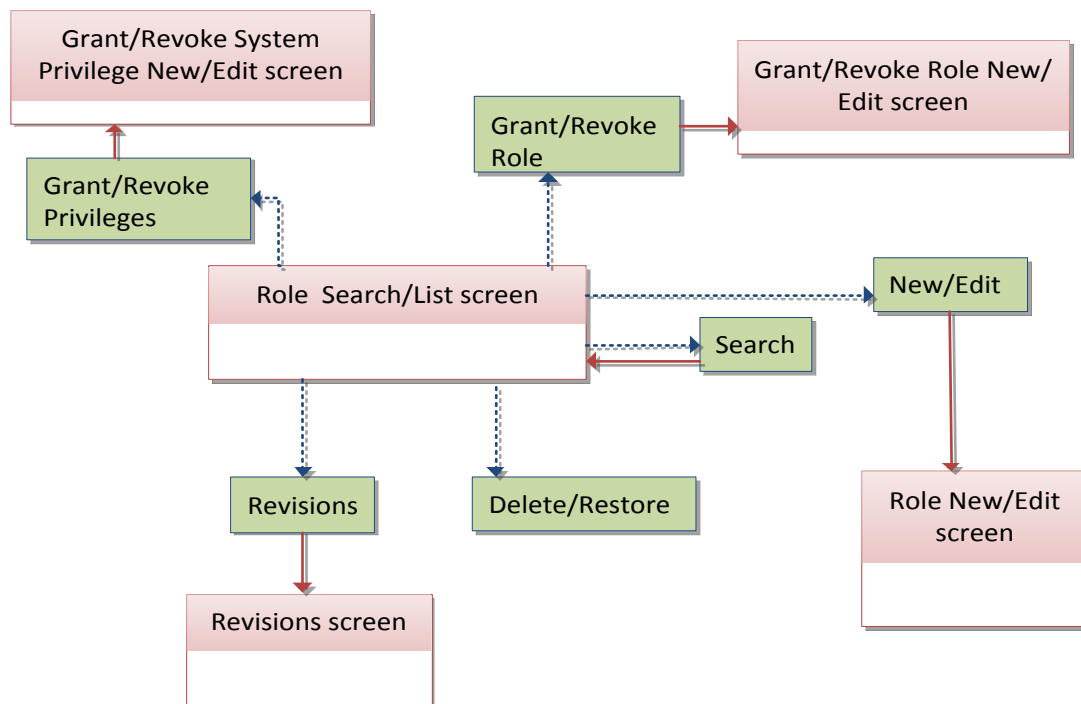 Grant/Revoke System
Privilege New/Edit screen
Grant/Revoke Role New/
Edit screen
Grant/Revoke
Role
Grant/Revoke
Privileges
Role Search/List screen
New/Edit
Search
Revisions
Delete/Restore
Role New/Edit
screen
Revisions screen